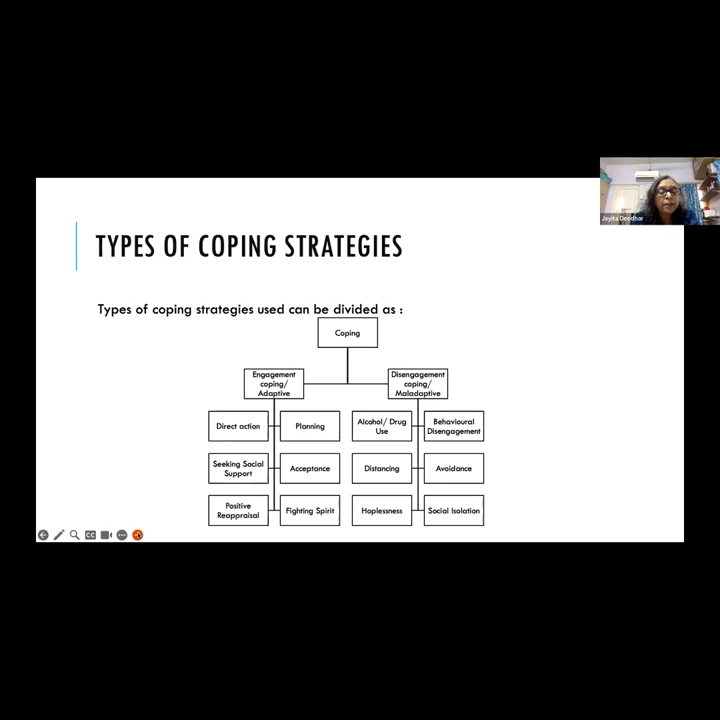 Jayita Deodhar
TYPES OF COPING STRATEGIES
Types of coping strategies used can be divided as :
Coping
Engagement
coping/
Adaptive
Disengagement
coping/
Maladaptive
Direct action
Planning
Alcohol/ Drug
Use
Behavioural
Disengagement
Seeking Social
Support
Acceptance
Distancing
Avoidance
Positive
Reappraisal
Fighting Spirit
Hoplessness
Social Isolation
CC